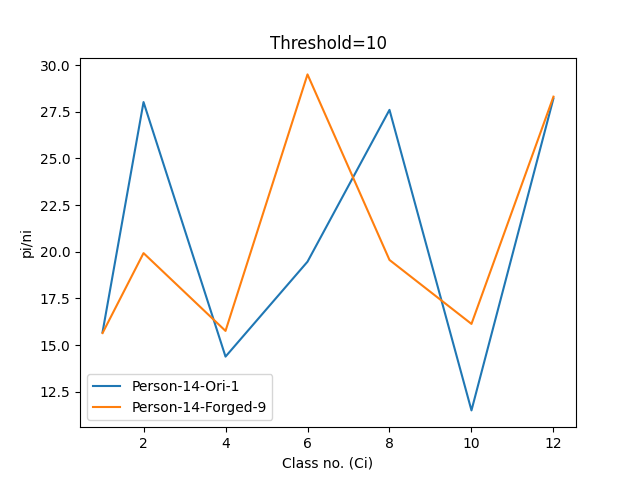 Threshold=10
30.0
27.5
25.0
22.5
20.0
17.5
15.0
12.5
pi/ni
Person-14-Ori-1
Person-14-Forged-9
2 4 6 8 10 12
Class no. (Ci)